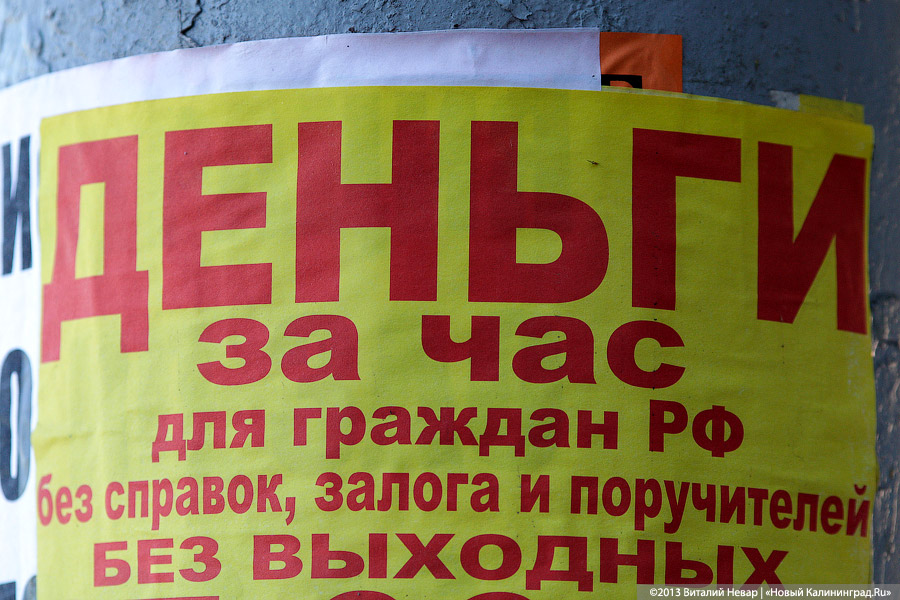 ДЕНЬГИ
за час
для граждан РФ
без справок, залога и поручителей
БЕЗ ВЫХОДНЫХ
©2013 Виталий Невар | «Новый Калининград.Ru»